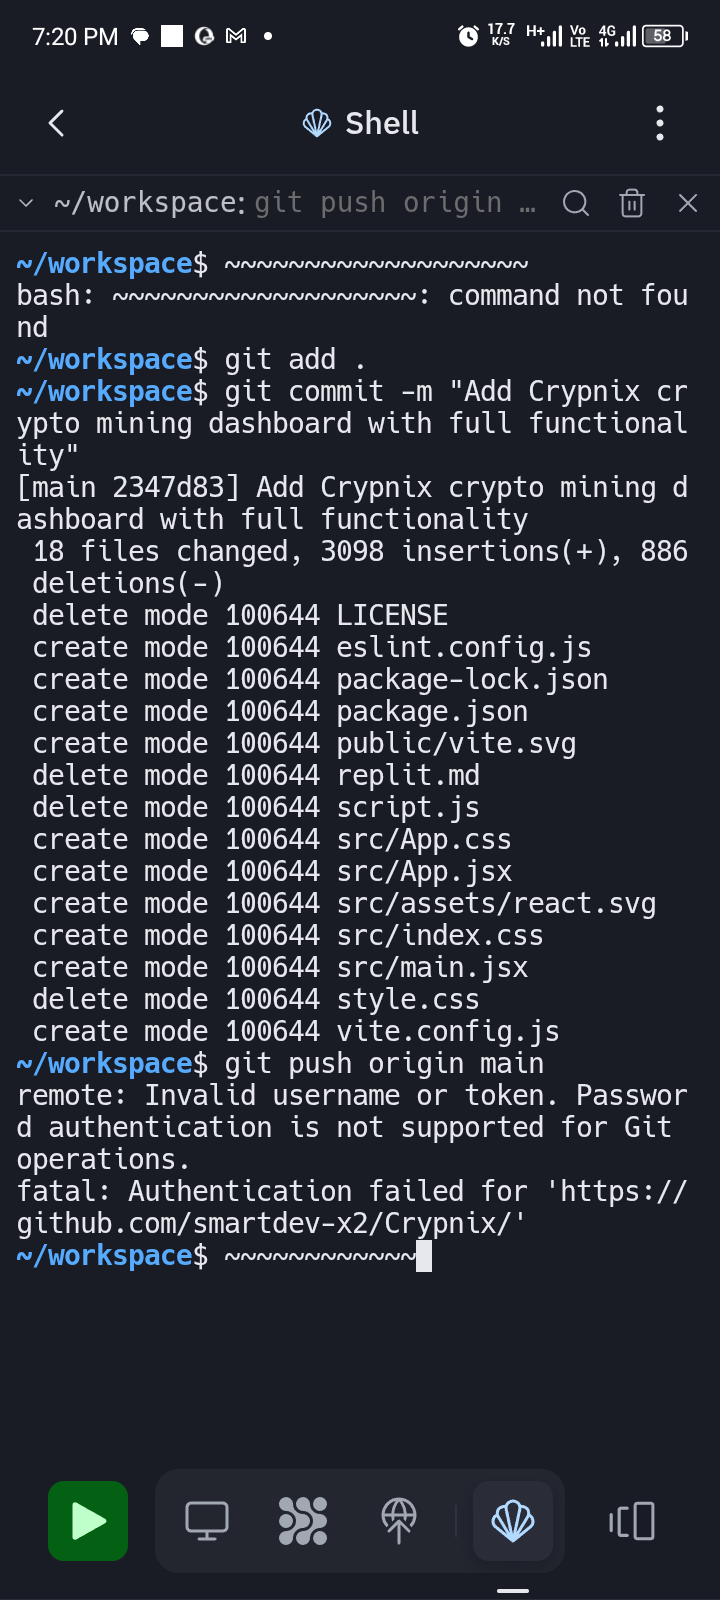 7:20 PM 17.7 K/S H+ Vo LTE 4G 58
Shell
~/workspace: git push origin …
~/workspace$ ~~~~~~~~~~~~~~~~~~~
bash: ~~~~~~~~~~~~~~~~~~~: command not fou
nd
~/workspace$ git add .
~/workspace$ git commit -m "Add Crypnix cr
ypto mining dashboard with full functional
ity"
[main 2347d83] Add Crypnix crypto mining d
ashboard with full functionality
 18 files changed, 3098 insertions(+), 886
 deletions(-)
 delete mode 100644 LICENSE
 create mode 100644 eslint.config.js
 create mode 100644 package-lock.json
 create mode 100644 package.json
 create mode 100644 public/vite.svg
 delete mode 100644 replit.md
 delete mode 100644 script.js
 create mode 100644 src/App.css
 create mode 100644 src/App.jsx
 create mode 100644 src/assets/react.svg
 create mode 100644 src/index.css
 create mode 100644 src/main.jsx
 delete mode 100644 style.css
 create mode 100644 vite.config.js
~/workspace$ git push origin main
remote: Invalid username or token. Passwor
d authentication is not supported for Git
operations.
fatal: Authentication failed for 'https://
github.com/smartdev-x2/Crypnix/'
~/workspace$ ~~~~~~~~~~~~